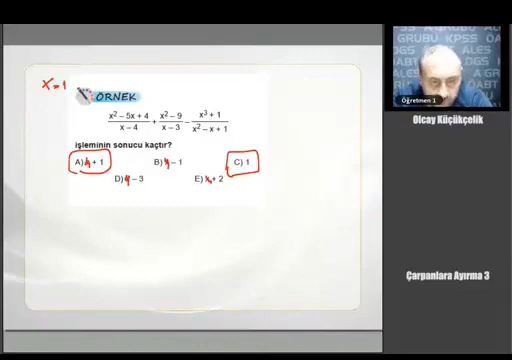 x=1
ÖRNEK
x² – 5x + 4 / x – 4 + x² – 9 / x – 3 – x³ + 1 / x² – x + 1
işleminin sonucu kaçtır?
A) x + 1 B) x – 1 C) 1
D) x – 3 E) x + 2
Öğretmen 1
Olcay Küçükçelik
Çarpanlara Ayırma 3